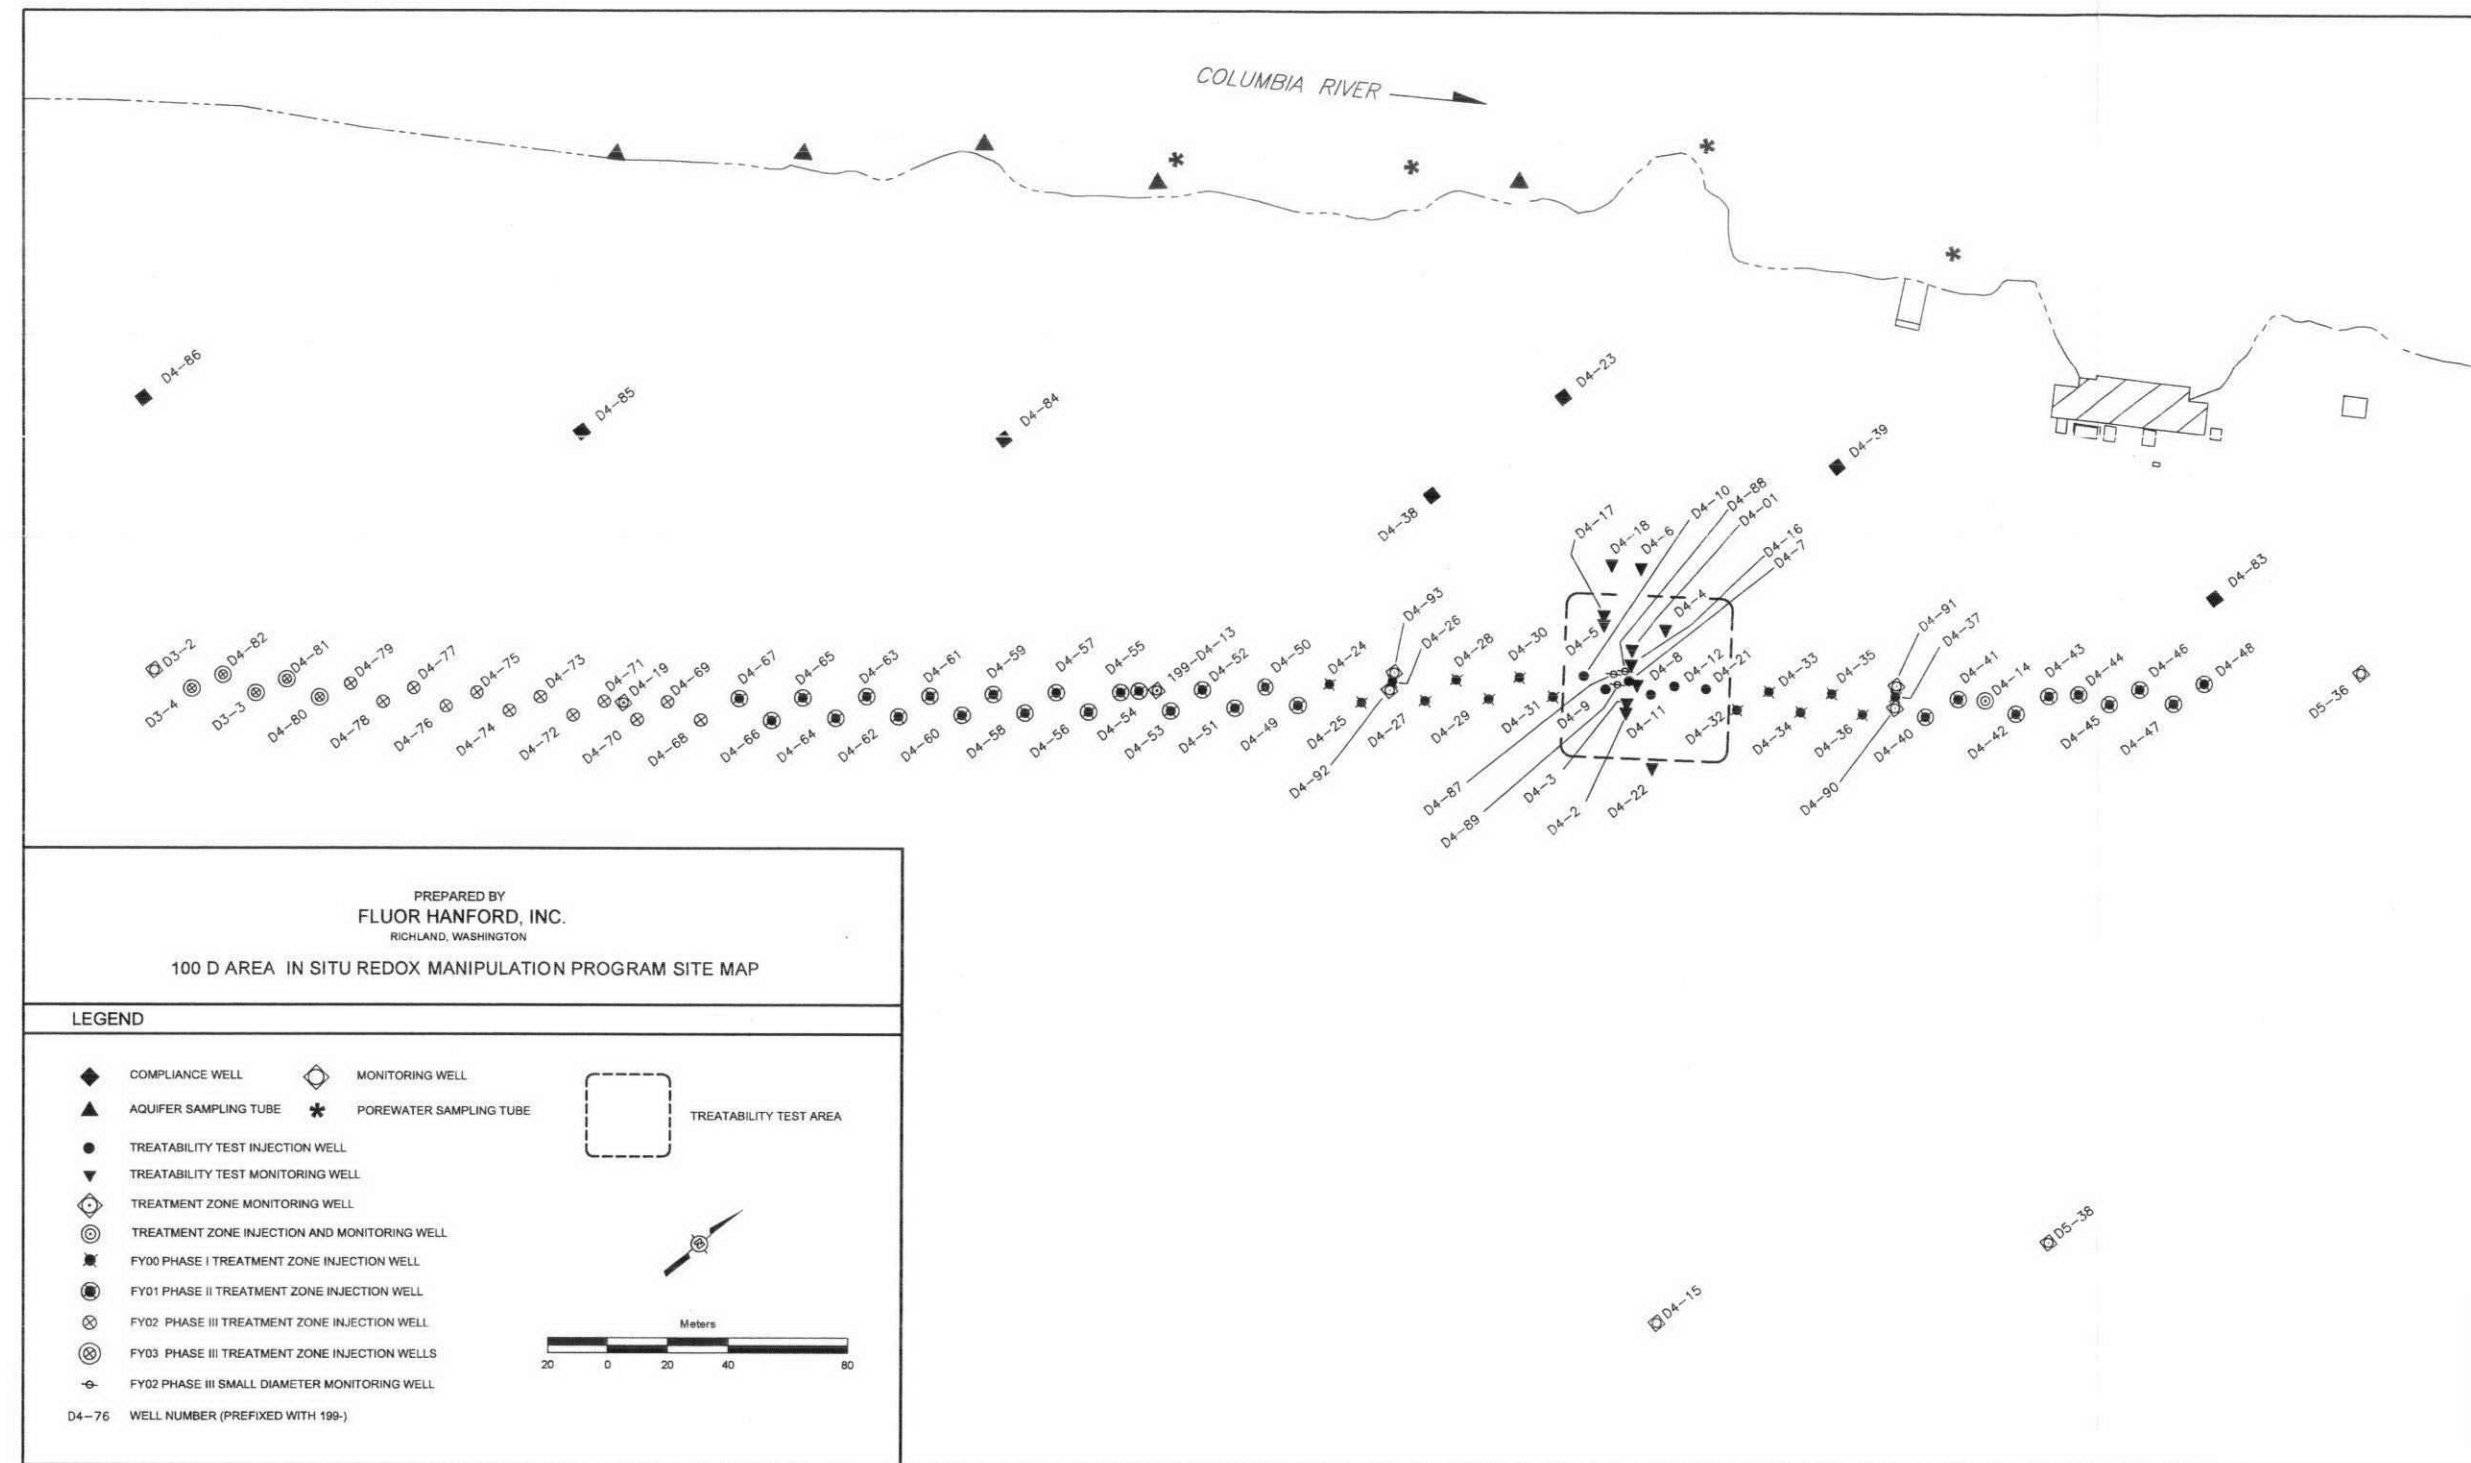 COLUMBIA RIVER
D4-86
D4-85
D4-84
D4-23
D4-39
D4-38
D4-83
D4-17
D4-18
D4-6
D4-10
D4-88
D4-01
D4-16
D4-7
D4-4
D4-5
D4-93
D4-26
D4-91
D4-37
D3-2
D4-82
D4-81
D4-79
D4-77
D4-75
D4-73
D4-71
D4-19
D4-69
D4-67
D4-65
D4-63
D4-61
D4-59
D4-57
D4-55
199-D4-13
D4-52
D4-50
D4-24
D4-28
D4-30
D4-8
D4-12
D4-21
D4-33
D4-35
D4-41
D4-14
D4-43
D4-44
D4-46
D4-48
D5-36
D3-4
D3-3
D4-80
D4-78
D4-76
D4-74
D4-72
D4-70
D4-68
D4-66
D4-64
D4-62
D4-60
D4-58
D4-56
D4-54
D4-53
D4-51
D4-49
D4-25
D4-27
D4-29
D4-31
D4-9
D4-11
D4-32
D4-34
D4-36
D4-40
D4-42
D4-45
D4-47
D4-92
D4-87
D4-89
D4-3
D4-2
D4-22
D4-90
D5-38
D4-15
PREPARED BY
FLUOR HANFORD, INC.
RICHLAND, WASHINGTON
100 D AREA IN SITU REDOX MANIPULATION PROGRAM SITE MAP
LEGEND
COMPLIANCE WELL
MONITORING WELL
AQUIFER SAMPLING TUBE
POREWATER SAMPLING TUBE
TREATABILITY TEST AREA
TREATABILITY TEST INJECTION WELL
TREATABILITY TEST MONITORING WELL
TREATMENT ZONE MONITORING WELL
TREATMENT ZONE INJECTION AND MONITORING WELL
FY00 PHASE I TREATMENT ZONE INJECTION WELL
FY01 PHASE II TREATMENT ZONE INJECTION WELL
FY02 PHASE III TREATMENT ZONE INJECTION WELL
FY03 PHASE III TREATMENT ZONE INJECTION WELLS
FY02 PHASE III SMALL DIAMETER MONITORING WELL
D4-76 WELL NUMBER (PREFIXED WITH 199-)
Meters
20 0 20 40 80